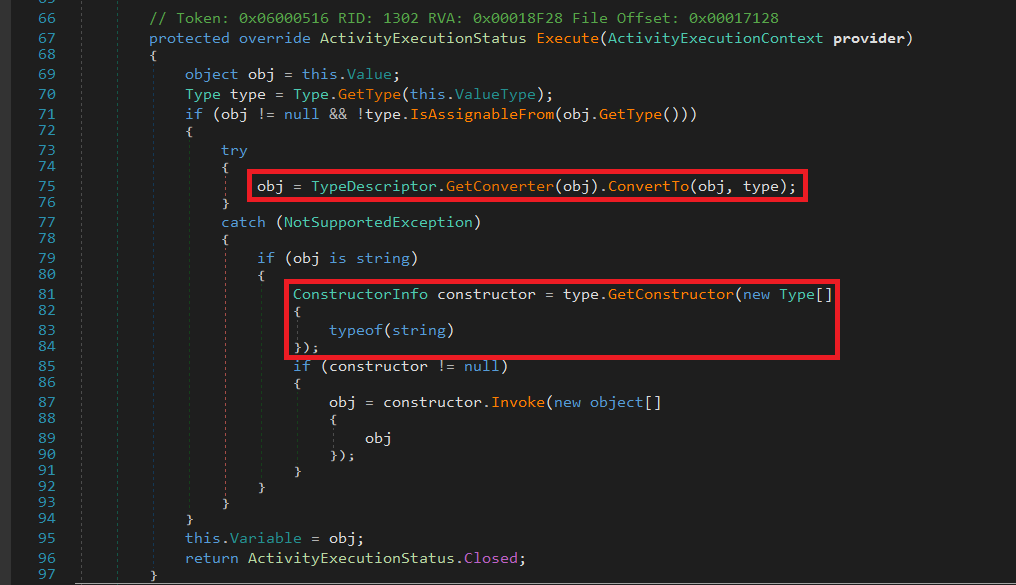 65
66 // Token: 0x06000516 RID: 1302 RVA: 0x00018F28 File Offset: 0x00017128
67 protected override ActivityExecutionStatus Execute(ActivityExecutionContext provider)
68 {
69 object obj = this.Value;
70 Type type = Type.GetType(this.ValueType);
71 if (obj != null && !type.IsAssignableFrom(obj.GetType()))
72 {
73 try
74 {
75 obj = TypeDescriptor.GetConverter(obj).ConvertTo(obj, type);
76 }
77 catch (NotSupportedException)
78 {
79 if (obj is string)
80 {
81 ConstructorInfo constructor = type.GetConstructor(new Type[]
82 {
83 typeof(string)
84 });
85 if (constructor != null)
86 {
87 obj = constructor.Invoke(new object[]
88 {
89 obj
90 });
91 }
92 }
93 }
94 }
95 this.Variable = obj;
96 return ActivityExecutionStatus.Closed;
97 }